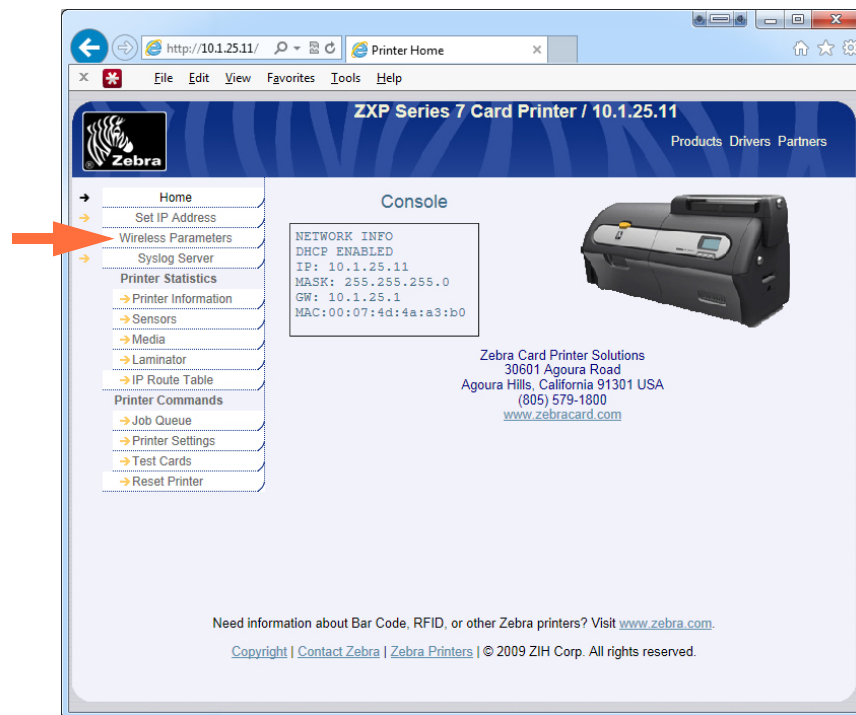 http://10.1.25.11/
Printer Home
File Edit View Favorites Tools Help
ZXP Series 7 Card Printer / 10.1.25.11
Products Drivers Partners
Zebra
®
Home
Set IP Address
Wireless Parameters
Syslog Server
Printer Statistics
Printer Information
Sensors
Media
Laminator
IP Route Table
Printer Commands
Job Queue
Printer Settings
Test Cards
Reset Printer
Console
NETWORK INFO
DHCP ENABLED
IP: 10.1.25.11
MASK: 255.255.255.0
GW: 10.1.25.1
MAC:00:07:4d:4a:a3:b0
Zebra Card Printer Solutions
30601 Agoura Road
Agoura Hills, California 91301 USA
(805) 579-1800
www.zebracard.com
Need information about Bar Code, RFID, or other Zebra printers? Visit www.zebra.com.
Copyright | Contact Zebra | Zebra Printers | © 2009 ZIH Corp. All rights reserved.